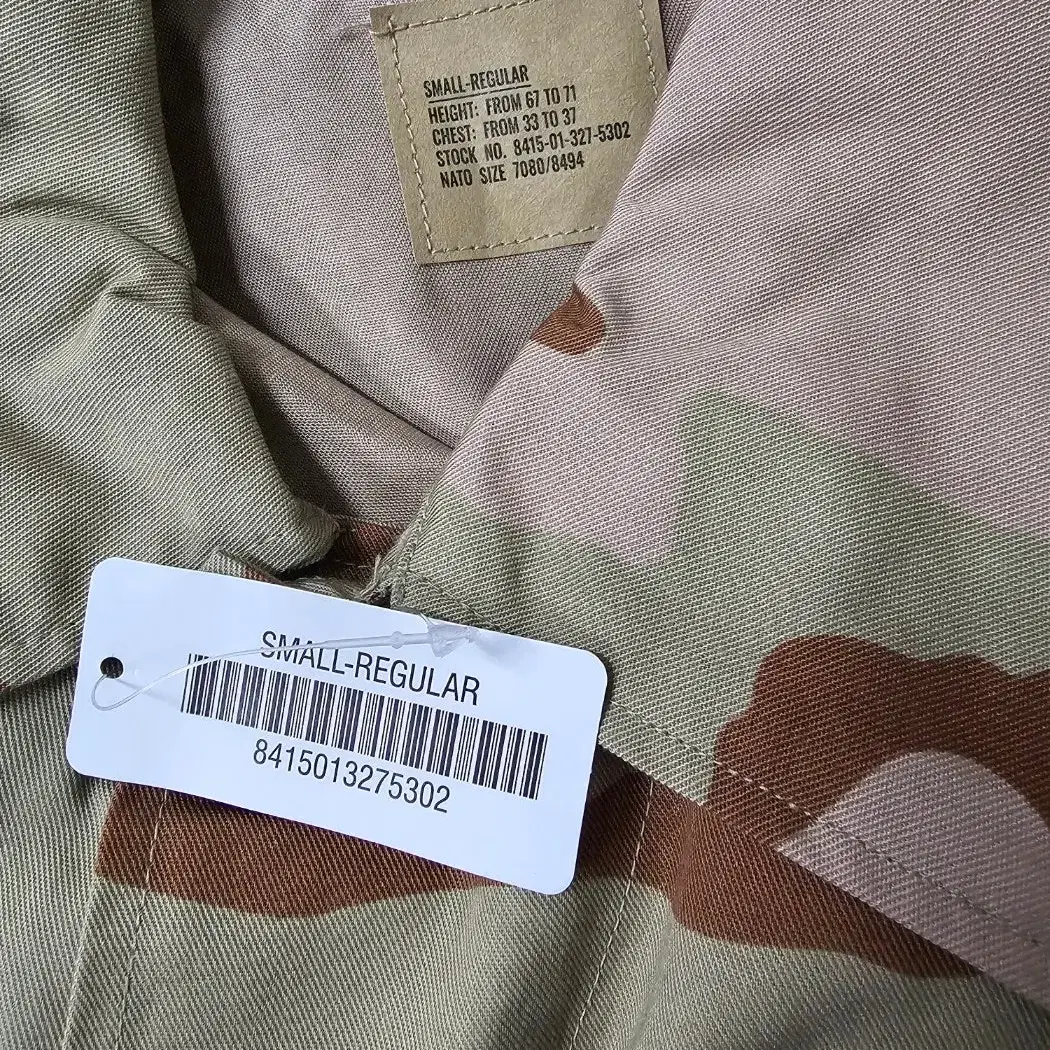 SMALL-REGULAR
HEIGHT: FROM 67 TO 71
CHEST: FROM 33 TO 37
STOCK NO. 8415-01-327-5302
NATO SIZE 7080/8494
SMALL-REGULAR
8415013275302